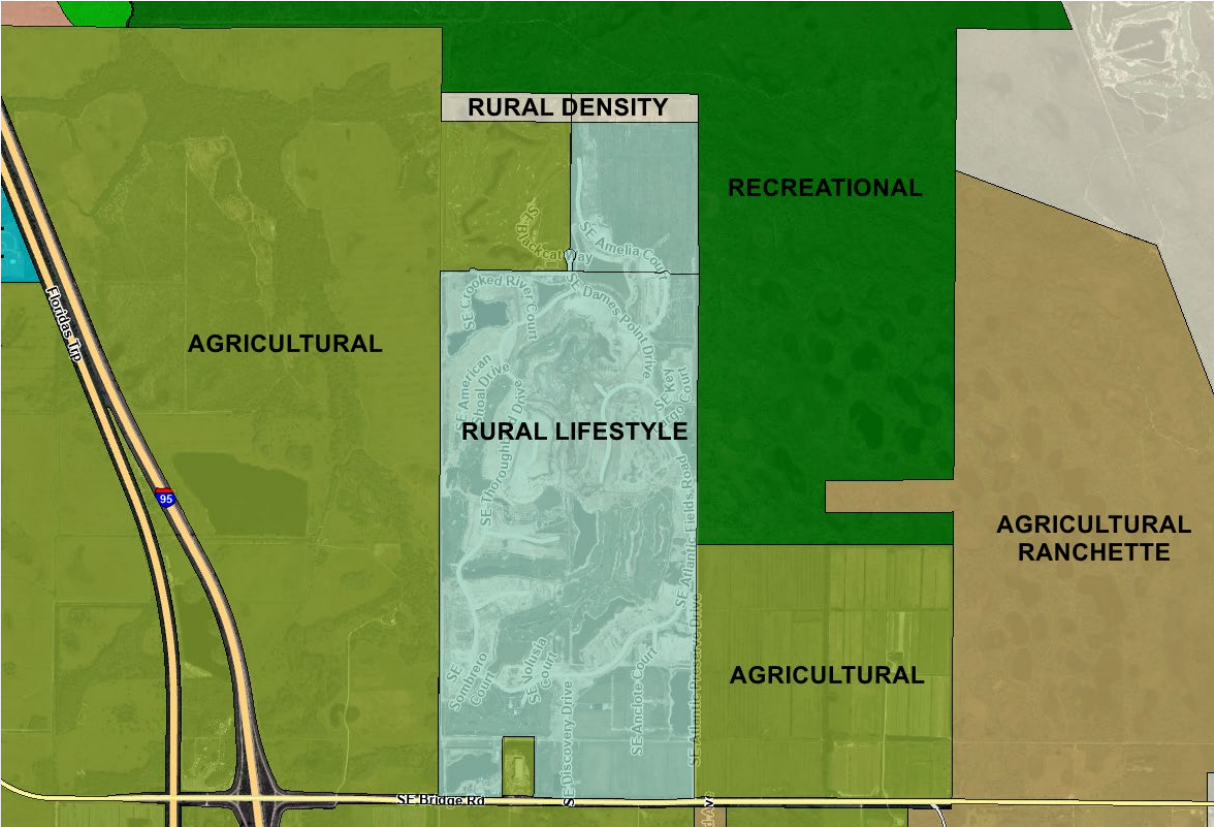 RURAL DENSITY
RECREATIONAL
SE Blackcat Way
SE Amelia Court
SE Crooked River Court
SE Dames Point Drive
Floridas Trp
AGRICULTURAL
SE American
Shoal Drive
SE Key
Court
RURAL LIFESTYLE
SE Thoroughbred Drive
95
SE Atlantic Fields Road
AGRICULTURAL
RANCHETTE
SE
Sombrero
Court
SE Volusia
Court
SE Anclote Court
SE Discovery Drive
SE Atlantic Preserve Drive
AGRICULTURAL
SE Bridge Rd